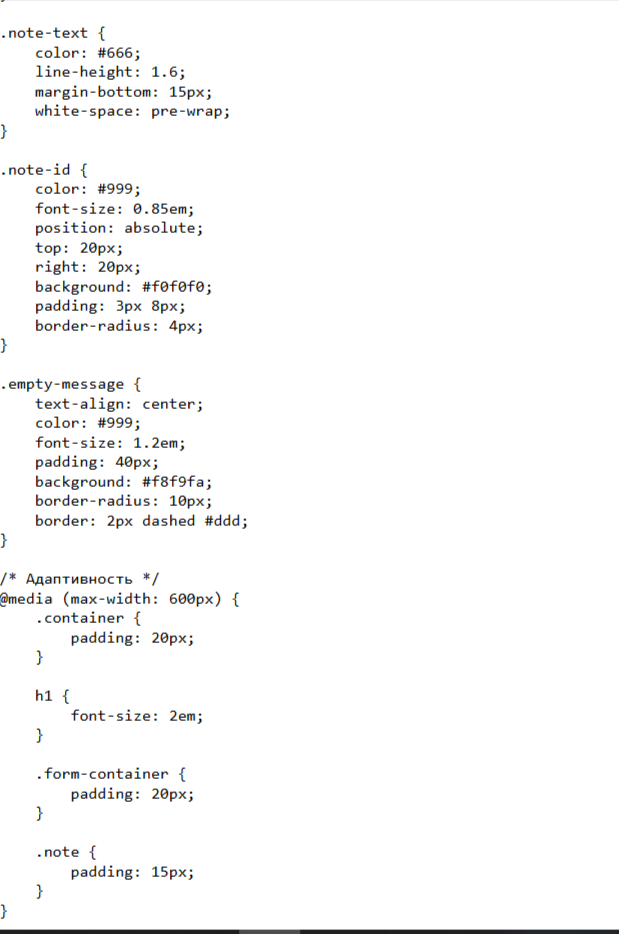 .note-text {
    color: #666;
    line-height: 1.6;
    margin-bottom: 15px;
    white-space: pre-wrap;
}

.note-id {
    color: #999;
    font-size: 0.85em;
    position: absolute;
    top: 20px;
    right: 20px;
    background: #f0f0f0;
    padding: 3px 8px;
    border-radius: 4px;
}

.empty-message {
    text-align: center;
    color: #999;
    font-size: 1.2em;
    padding: 40px;
    background: #f8f9fa;
    border-radius: 10px;
    border: 2px dashed #ddd;
}

/* Адаптивность */
@media (max-width: 600px) {
    .container {
        padding: 20px;
    }

    h1 {
        font-size: 2em;
    }

    .form-container {
        padding: 20px;
    }

    .note {
        padding: 15px;
    }
}